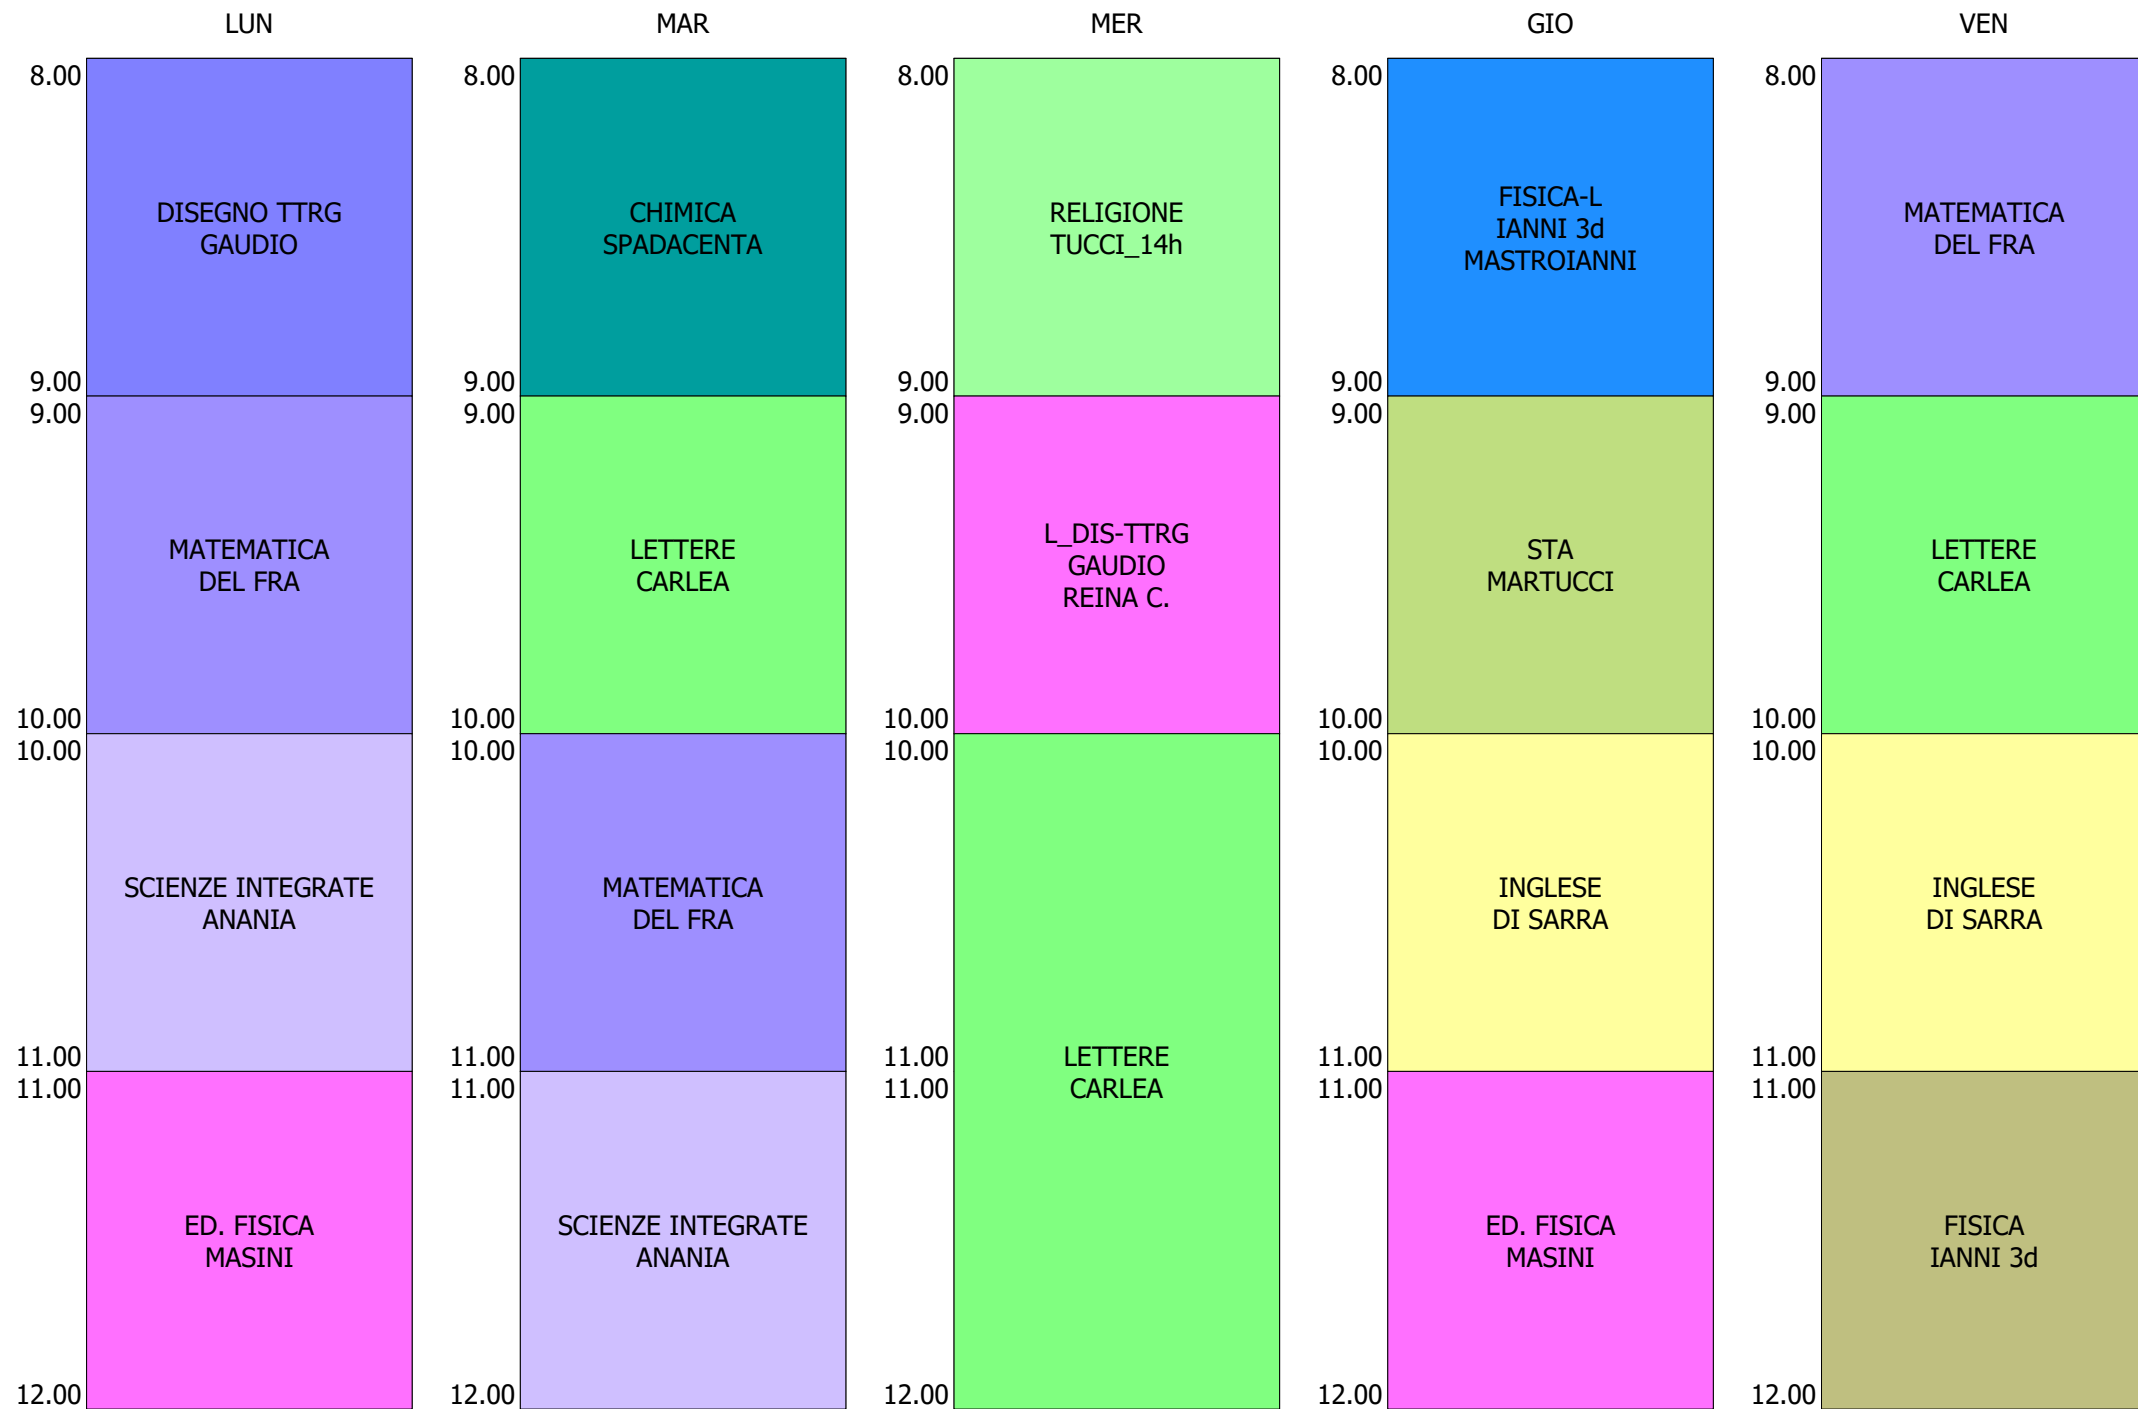 LUN
MAR
MER
GIO
VEN
8.00
DISEGNO TTRG
GAUDIO
9.00
9.00
MATEMATICA
DEL FRA
10.00
10.00
SCIENZE INTEGRATE
ANANIA
11.00
11.00
ED. FISICA
MASINI
12.00
8.00
CHIMICA
SPADACENTA
9.00
9.00
LETTERE
CARLEA
10.00
10.00
MATEMATICA
DEL FRA
11.00
11.00
SCIENZE INTEGRATE
ANANIA
12.00
8.00
RELIGIONE
TUCCI_14h
9.00
9.00
L_DIS-TTRG
GAUDIO
REINA C.
10.00
10.00
11.00
LETTERE
11.00
CARLEA
12.00
8.00
FISICA-L
IANNI 3d
MASTROIANNI
9.00
9.00
STA
MARTUCCI
10.00
10.00
INGLESE
DI SARRA
11.00
11.00
ED. FISICA
MASINI
12.00
8.00
MATEMATICA
DEL FRA
9.00
9.00
LETTERE
CARLEA
10.00
10.00
INGLESE
DI SARRA
11.00
11.00
FISICA
IANNI 3d
12.00